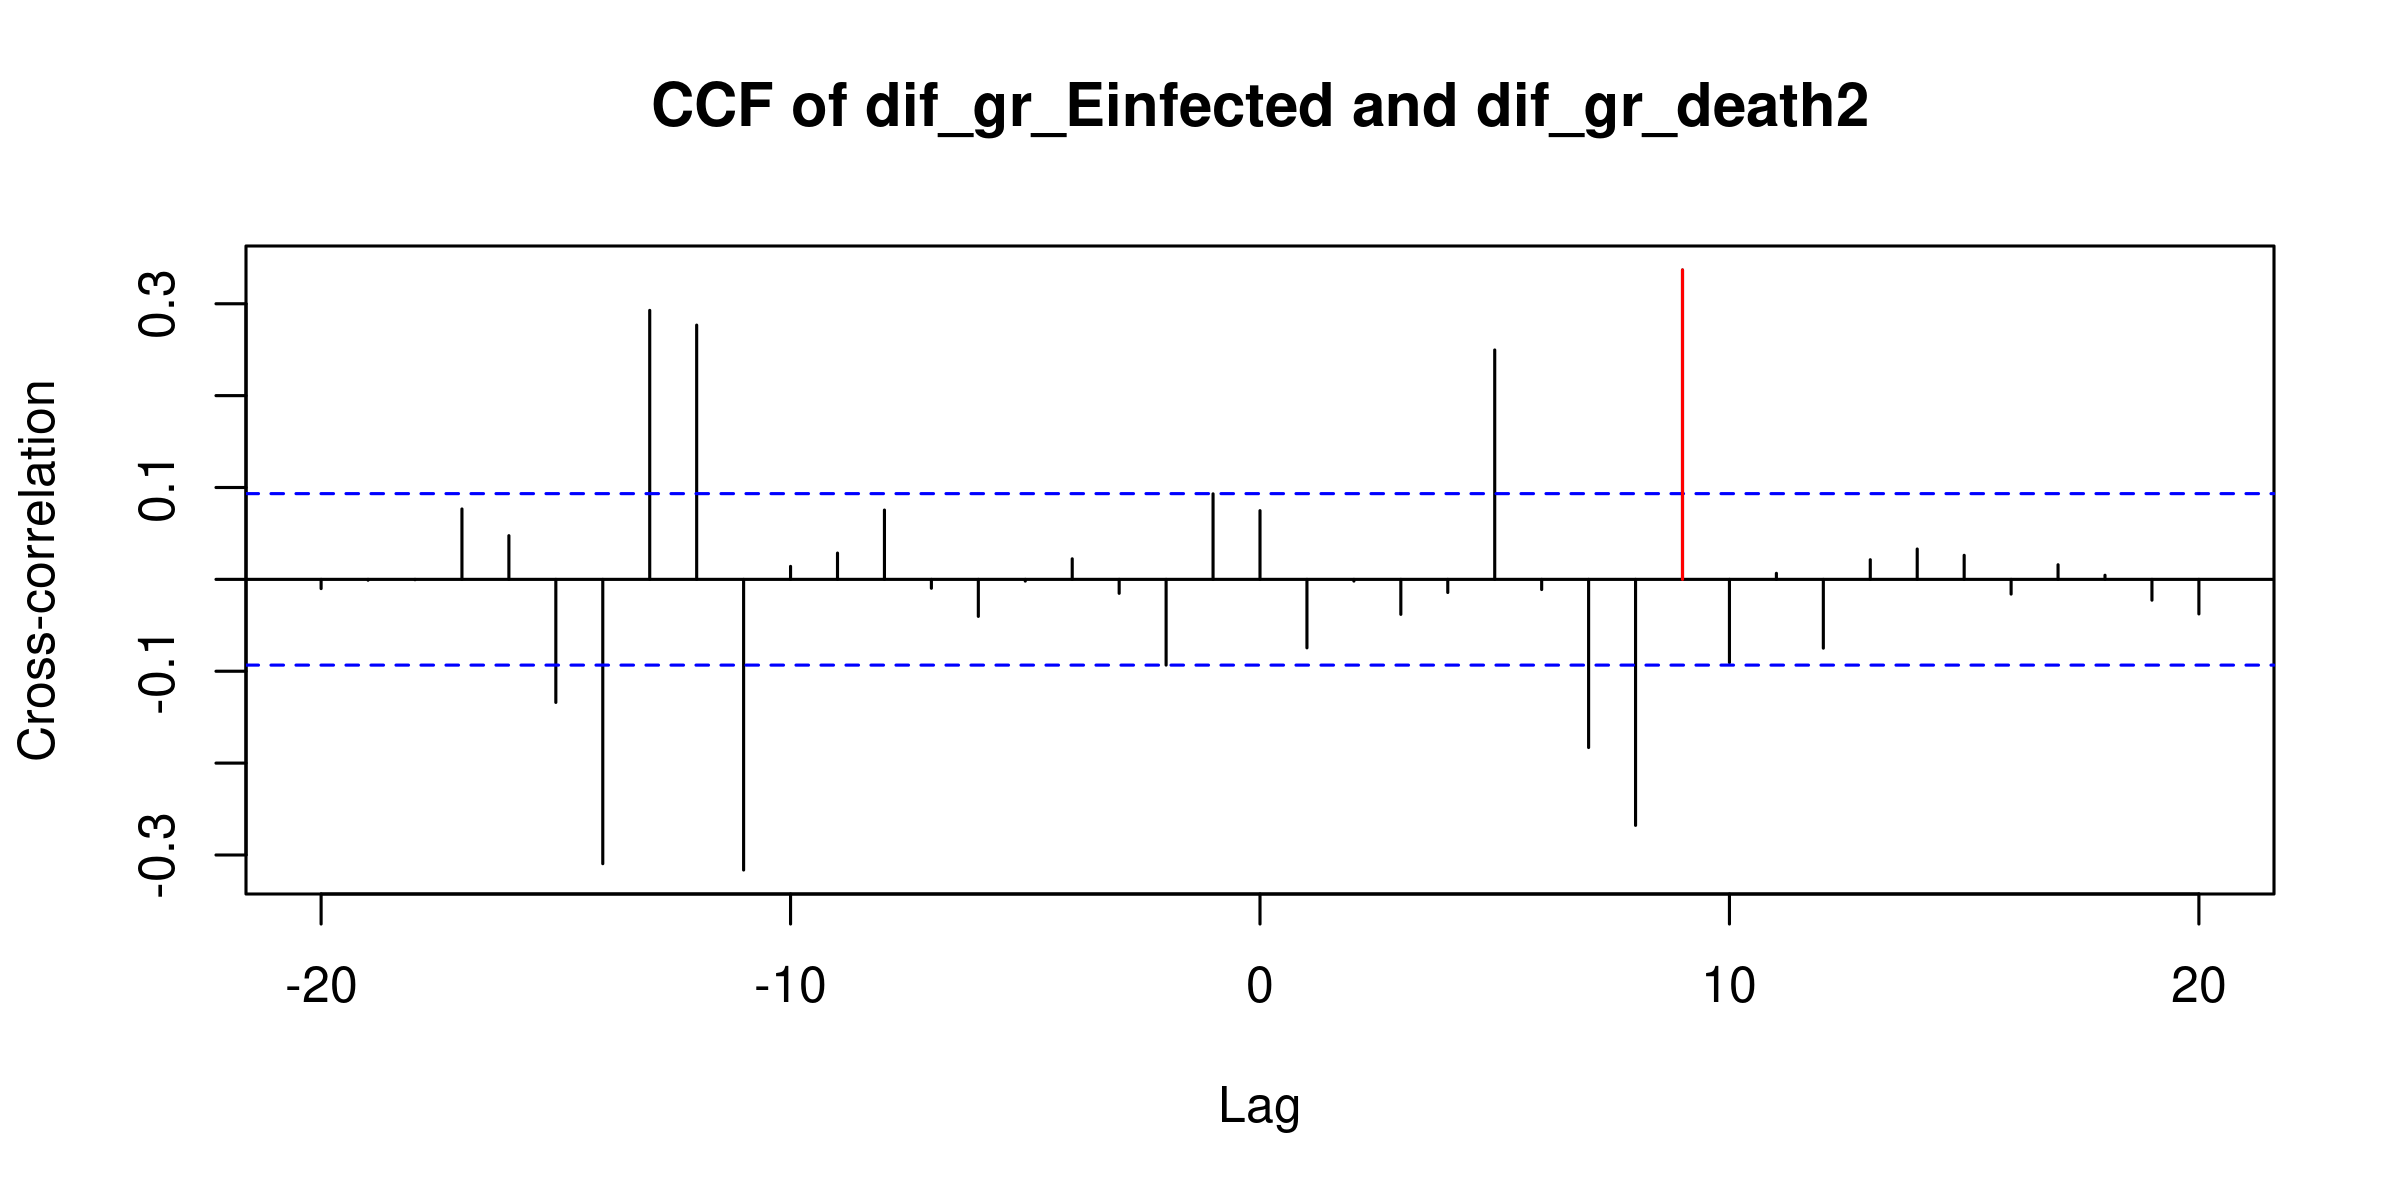 CCF of dif_gr_Einfected and dif_gr_death2
Cross-correlation
0.3
0.1
-0.1
-0.3
-20 -10 0 10 20
Lag